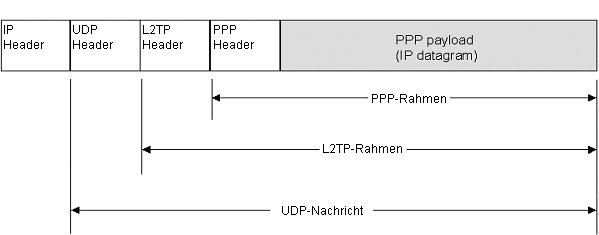 IP
Header
UDP
Header
L2TP
Header
PPP
Header
PPP payload
(IP datagram)
PPP-Rahmen
L2TP-Rahmen
UDP-Nachricht